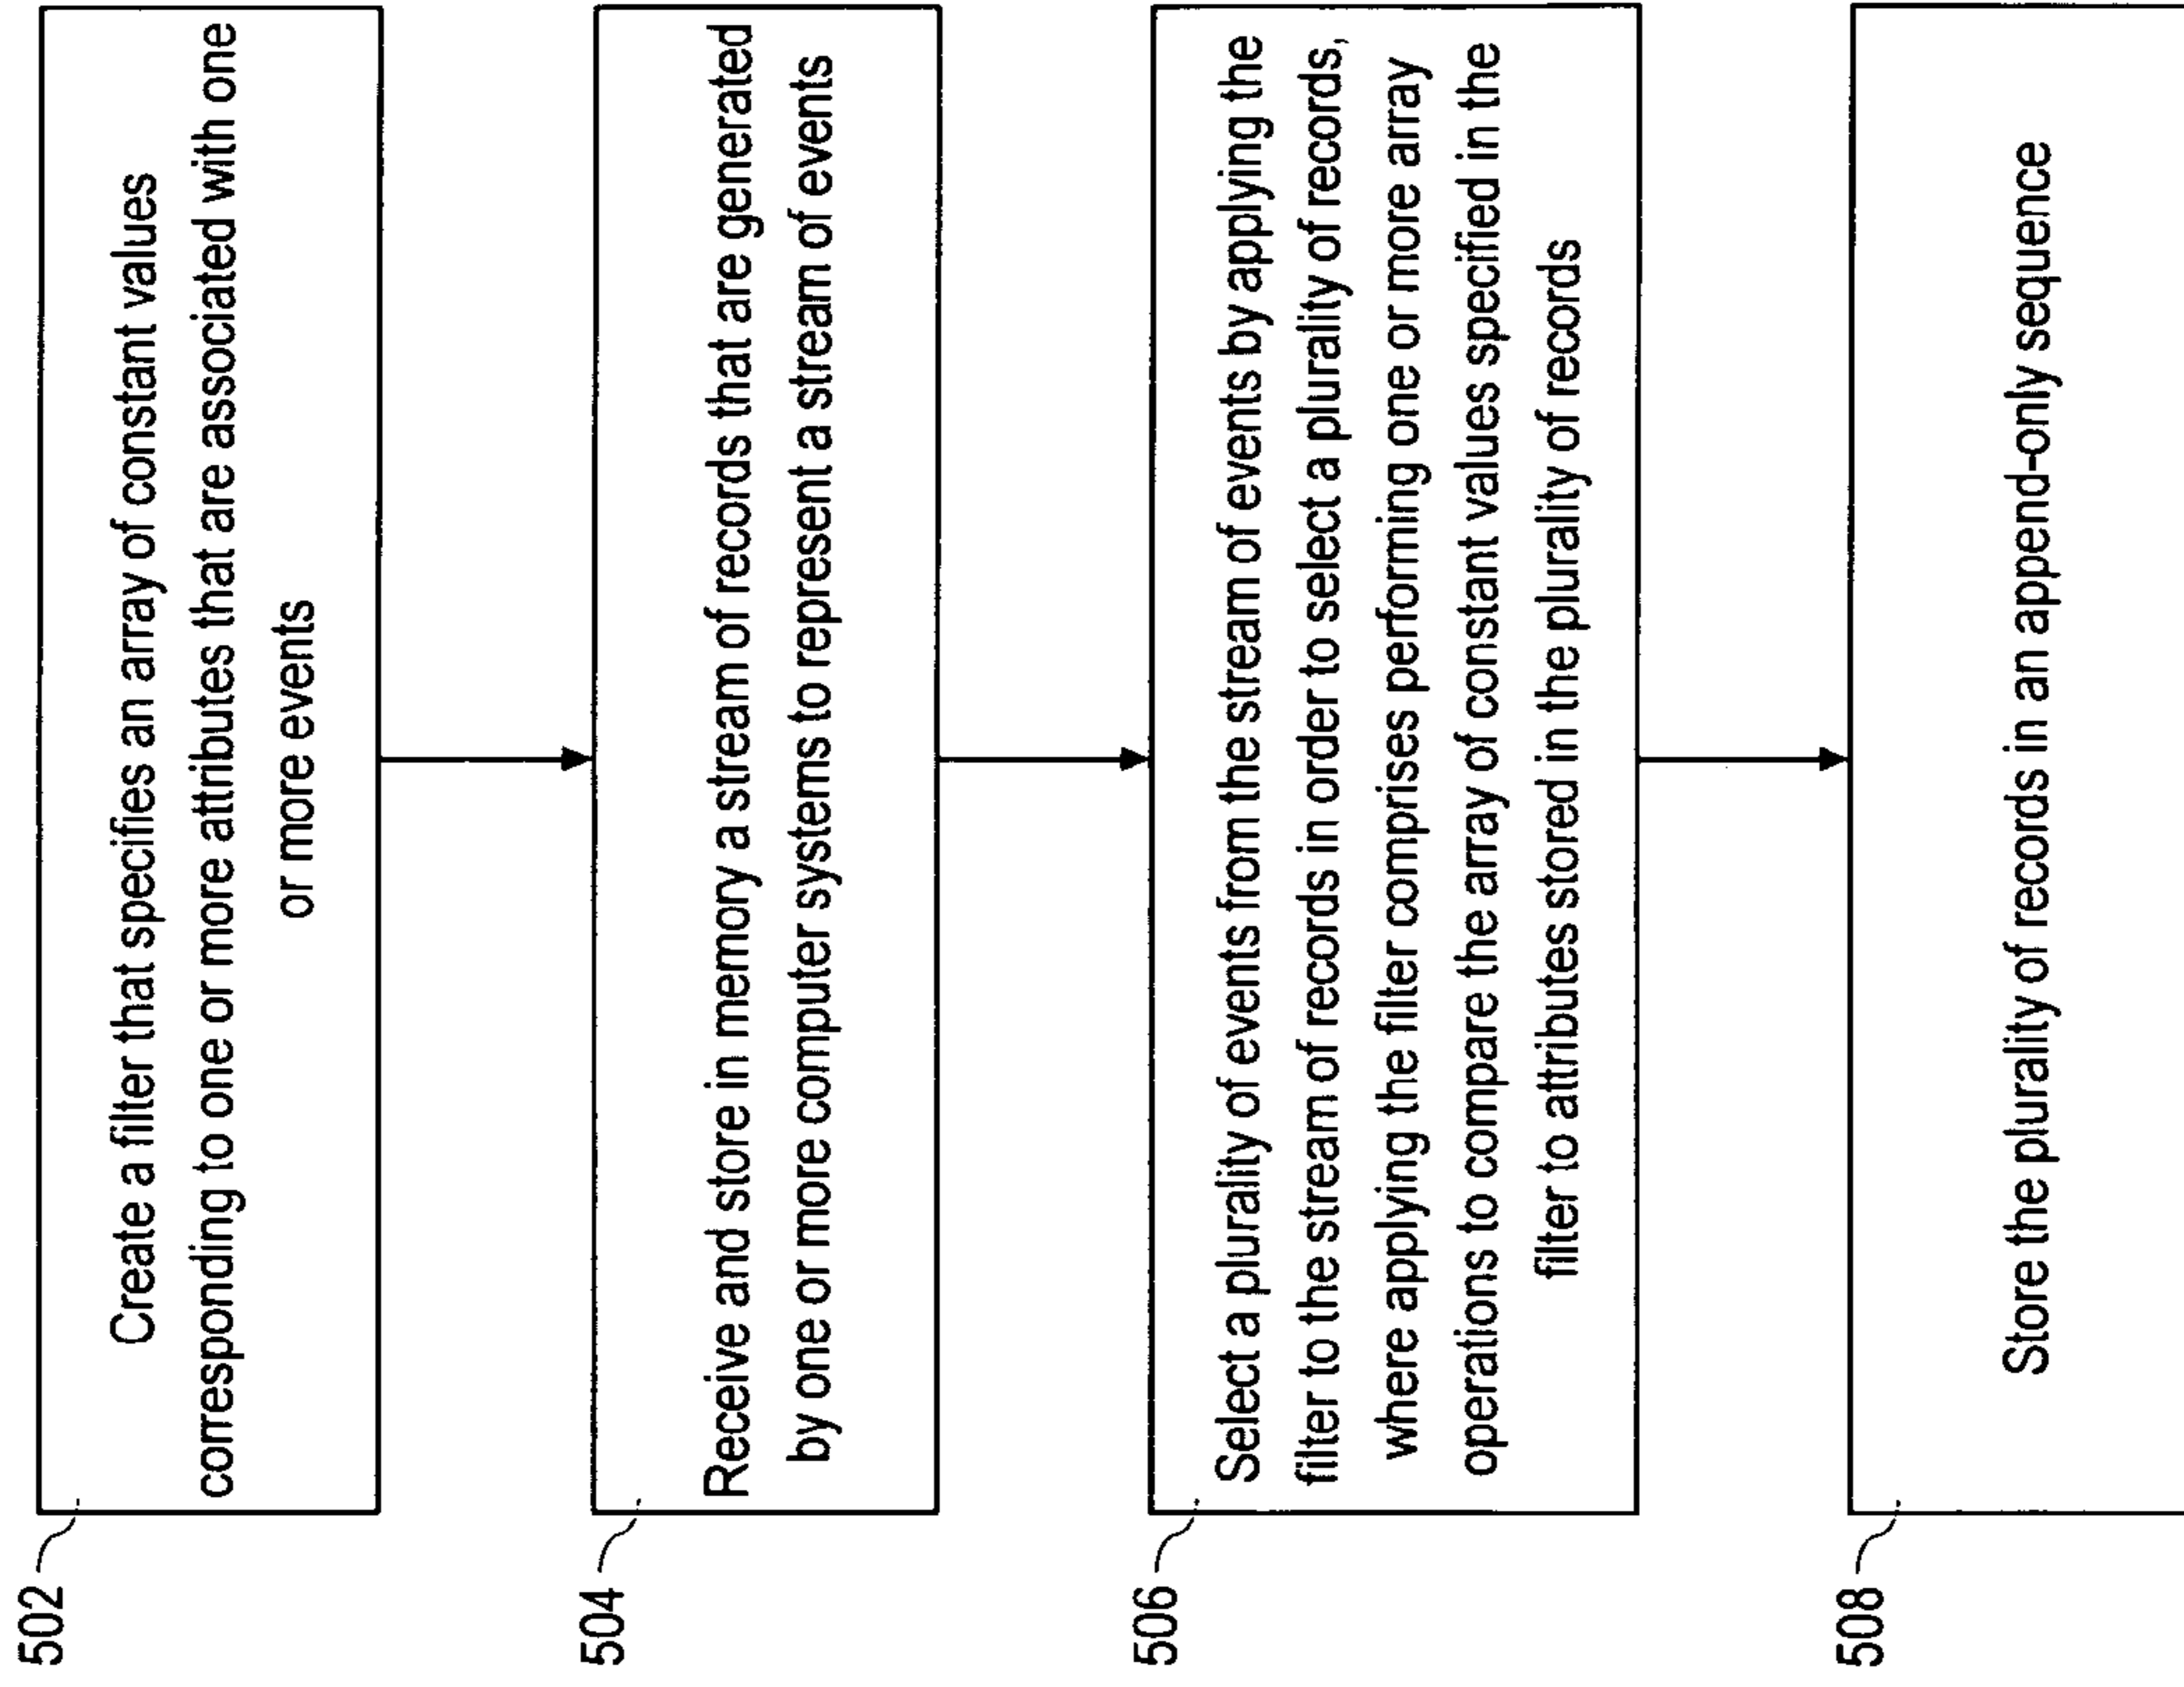 502
Create a filter that specifies an array of constant values
corresponding to one or more attributes that are associated with one
or more events
504
Receive and store in memory a stream of records that are generated
by one or more computer systems to represent a stream of events
506
Select a plurality of events from the stream of events by applying the
filter to the stream of records in order to select a plurality of records,
where applying the filter comprises performing one or more array
operations to compare the array of constant values specified in the
filter to attributes stored in the plurality of records
508
Store the plurality of records in an append-only sequence